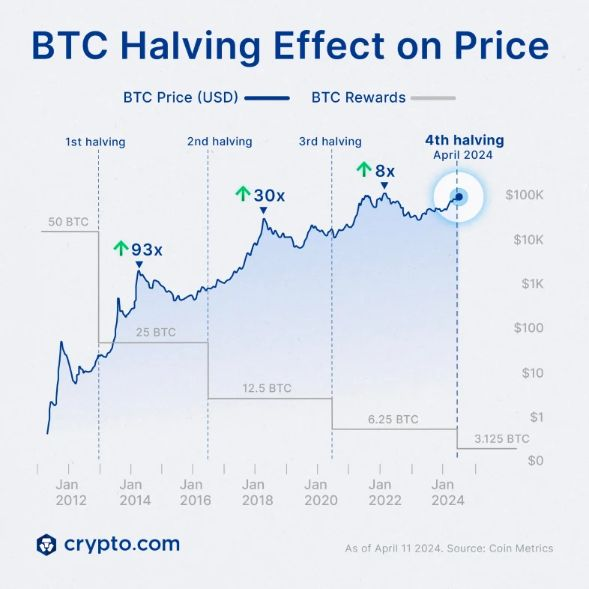 BTC Halving Effect on Price
BTC Price (USD)
BTC Rewards
1st halving
2nd halving
3rd halving
4th halving
April 2024
93x
30x
8x
50 BTC
25 BTC
12.5 BTC
6.25 BTC
3.125 BTC
$100K
$10K
$1K
$100
$10
$1
$0
Jan 2012
Jan 2014
Jan 2016
Jan 2018
Jan 2020
Jan 2022
Jan 2024
crypto.com
As of April 11 2024. Source: Coin Metrics